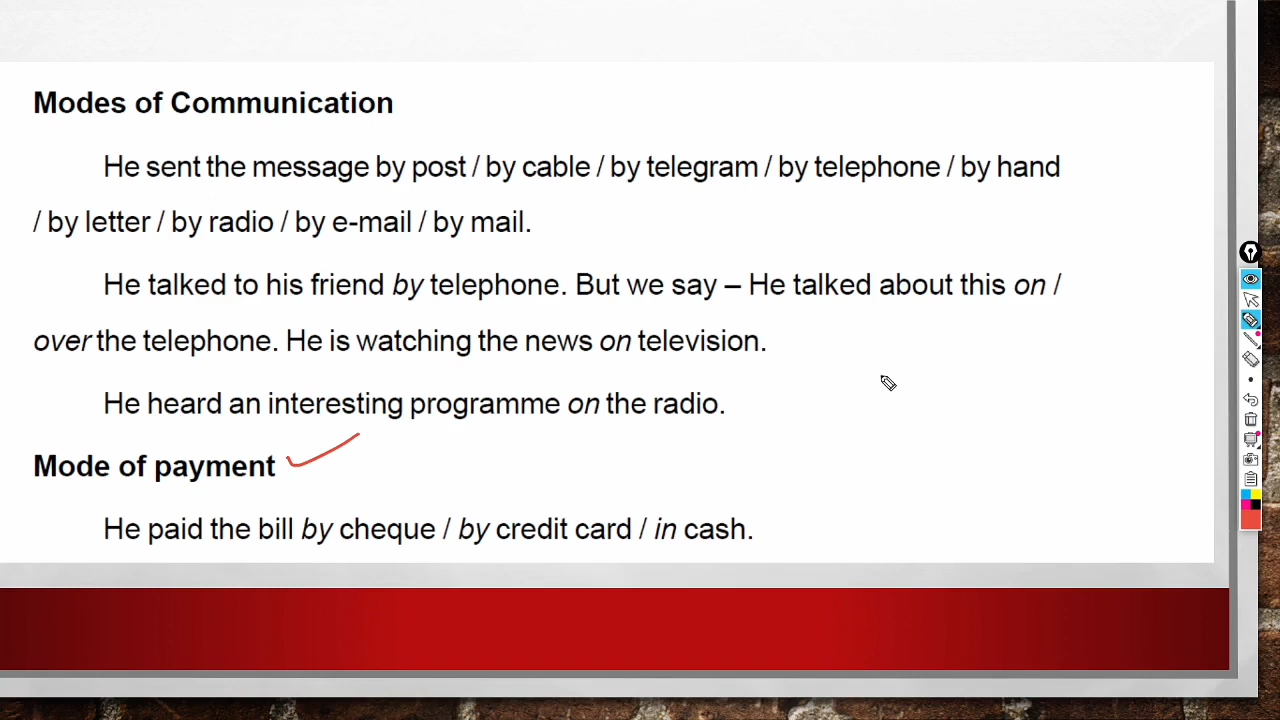 Modes of Communication
He sent the message by post / by cable / by telegram / by telephone / by hand
/ by letter / by radio / by e-mail / by mail.
He talked to his friend by telephone. But we say – He talked about this on /
over the telephone. He is watching the news on television.
He heard an interesting programme on the radio.
Mode of payment
He paid the bill by cheque / by credit card / in cash.